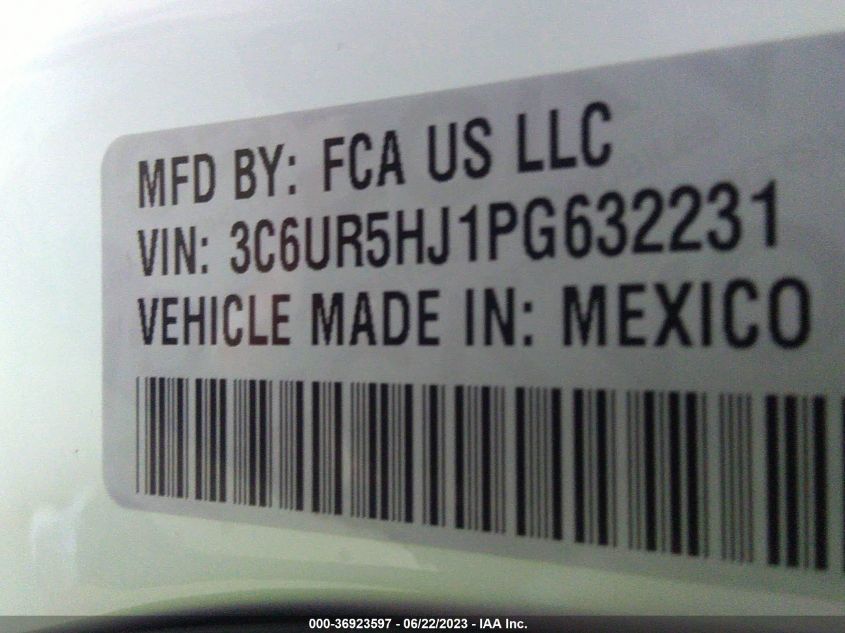 MFD BY: FCA US LLC
VIN: 3C6UR5HJ1PG632231
VEHICLE MADE IN: MEXICO
000-36923597 - 06/22/2023 - IAA Inc.